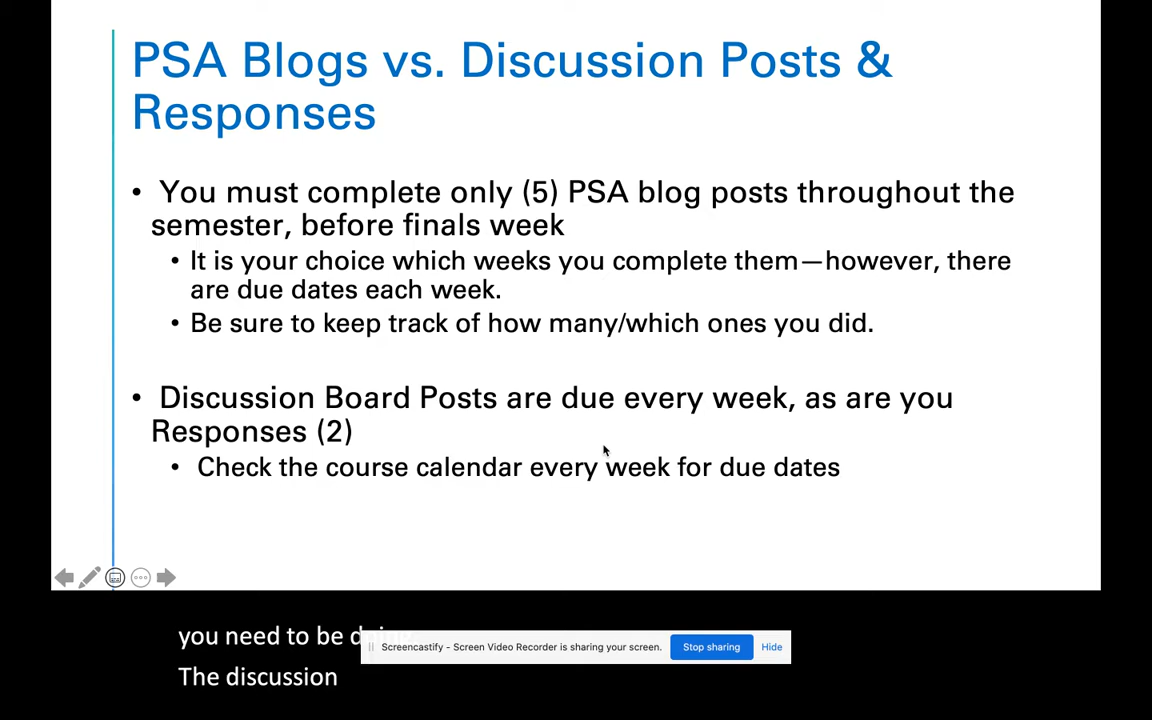 PSA Blogs vs. Discussion Posts &
Responses
• You must complete only (5) PSA blog posts throughout the
semester, before finals week
• It is your choice which weeks you complete them—however, there
are due dates each week.
• Be sure to keep track of how many/which ones you did.
• Discussion Board Posts are due every week, as are you
Responses (2)
• Check the course calendar every week for due dates
you need to be
Screencastify - Screen Video Recorder is sharing your screen.
Stop sharing
Hide
The discussion